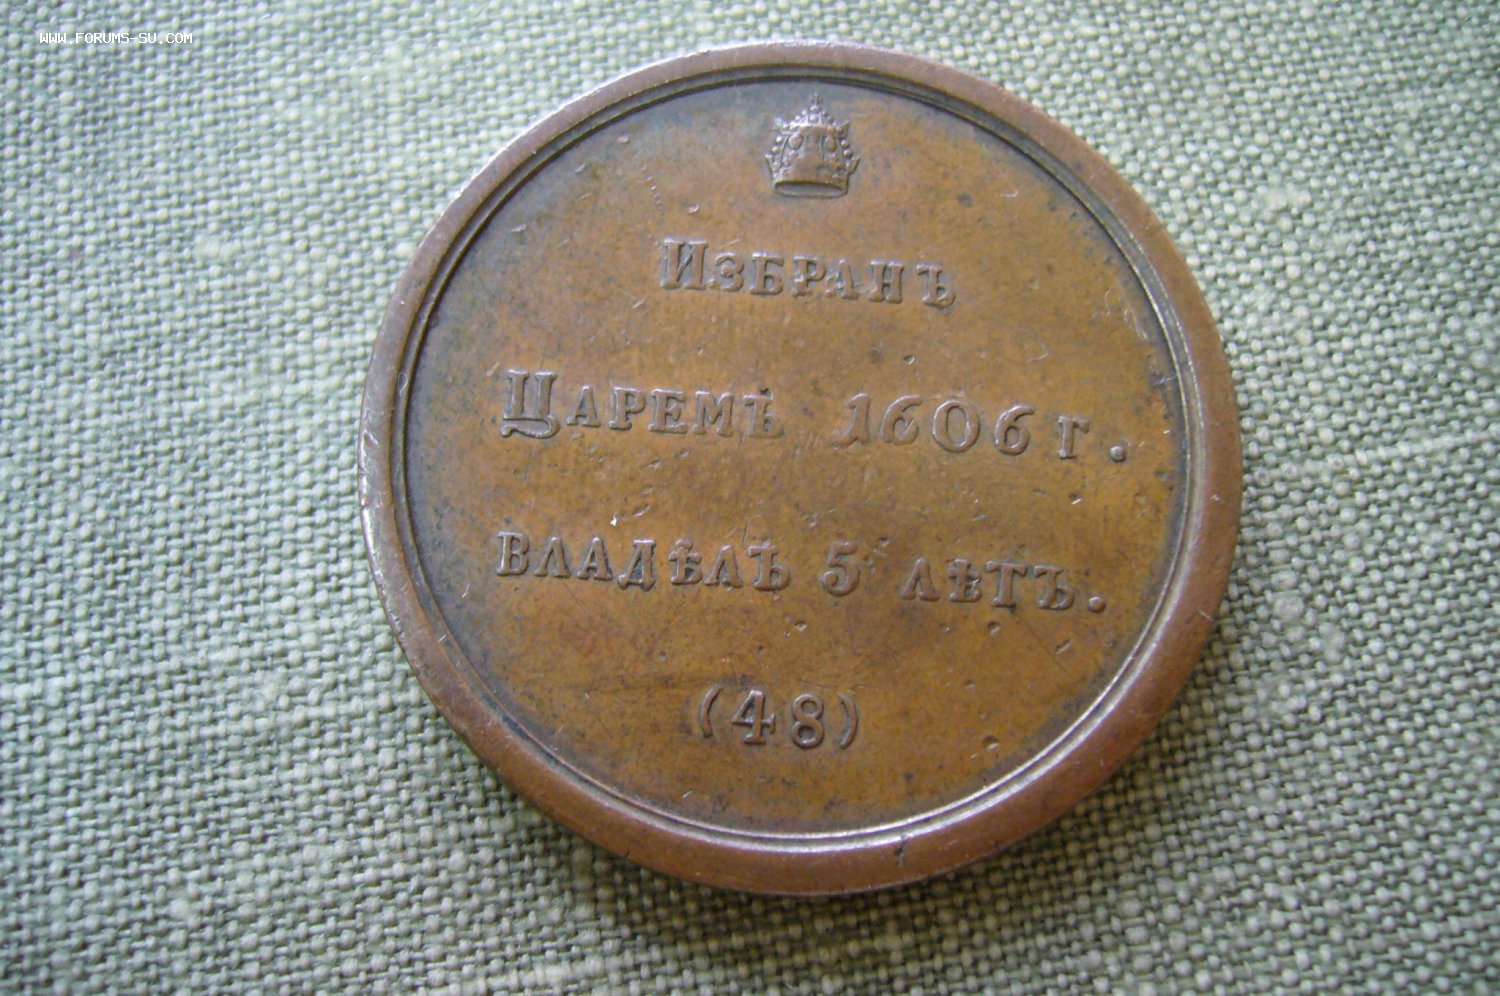 WWW.FORUMS-SU.COM
Избранъ
Царемъ 1606 г.
владѣлъ 5 лѣтъ.
(48)